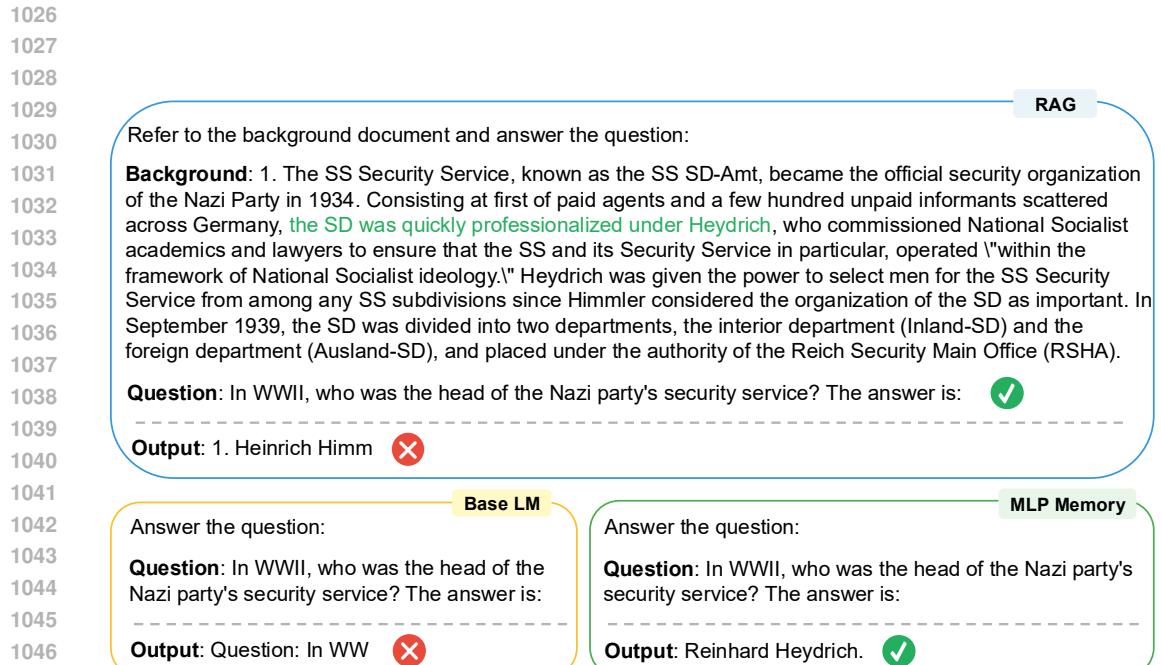 1026
1027
1028
1029
RAG
1030
Refer to the background document and answer the question:
1031
Background: 1. The SS Security Service, known as the SS SD-Amt, became the official security organization
1032
of the Nazi Party in 1934. Consisting at first of paid agents and a few hundred unpaid informants scattered
1033
across Germany, the SD was quickly professionalized under Heydrich, who commissioned National Socialist
1034
academics and lawyers to ensure that the SS and its Security Service in particular, operated \"within the
framework of National Socialist ideology.\" Heydrich was given the power to select men for the SS Security
1035
Service from among any SS subdivisions since Himmler considered the organization of the SD as important. In
1036
September 1939, the SD was divided into two departments, the interior department (Inland-SD) and the
1037
foreign department (Ausland-SD), and placed under the authority of the Reich Security Main Office (RSHA).
1038
Question: In WWII, who was the head of the Nazi party's security service? The answer is:
1039
1040
Output: 1. Heinrich Himm
1041
Base LM
Answer the question:
Question: In WWII, who was the head of the
Nazi party's security service? The answer is:
Output: Question: In WW
MLP Memory
Answer the question:
Question: In WWII, who was the head of the Nazi party's
security service? The answer is:
Output: Reinhard Heydrich.
1042
1043
1044
1045
1046